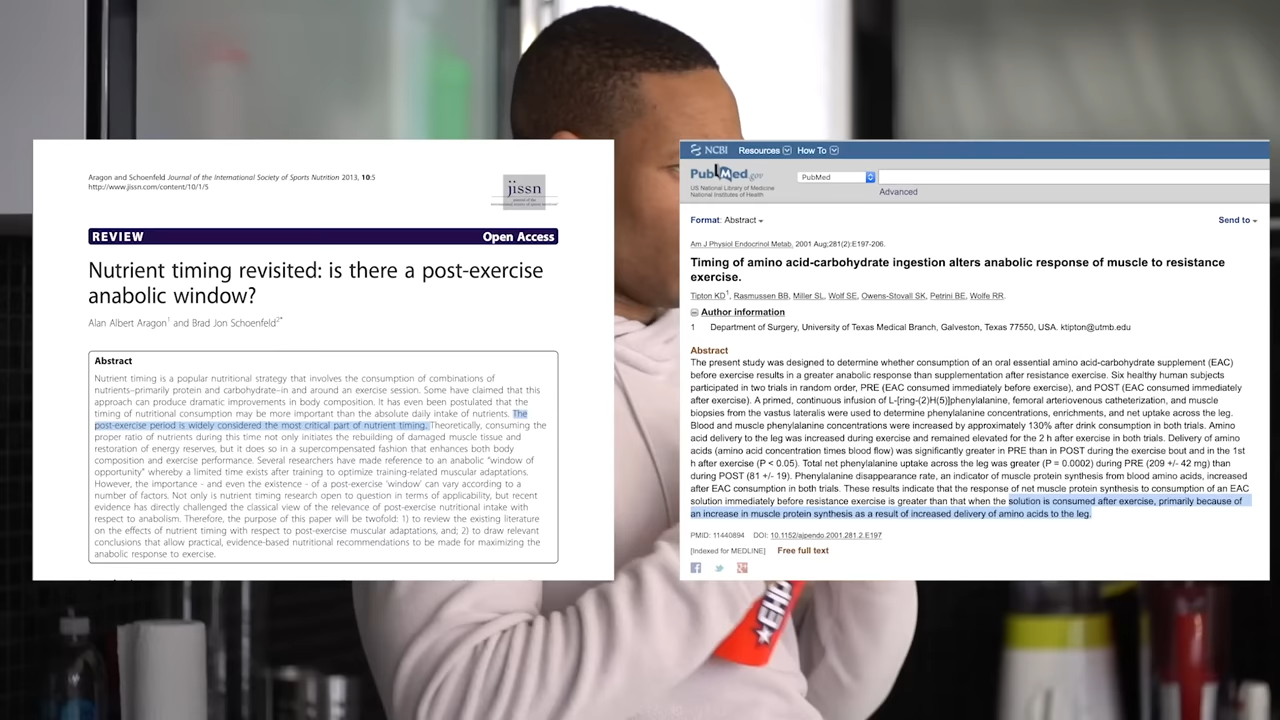 Aragon and Schoenfeld Journal of the International Society of Sports Nutrition 2013, 10:5
http://www.jissn.com/content/10/1/5
jissn
REVIEW
Open Access
Nutrient timing revisited: is there a post-exercise
anabolic window?
Alan Albert Aragon1 and Brad Jon Schoenfeld2*
Abstract
Nutrient timing is a popular nutritional strategy that involves the consumption of combinations of
nutrients–primarily protein and carbohydrate–in and around an exercise session. Some have claimed that this
approach can produce dramatic improvements in body composition. It has even been postulated that the
timing of nutritional consumption may be more important than the absolute daily intake of nutrients. The
post-exercise period is widely considered the most critical part of nutrient timing. Theoretically, consuming the
proper ratio of nutrients during this time not only initiates the rebuilding of damaged muscle tissue and
restoration of energy reserves, but it does so in a supercompensated fashion that enhances both body
composition and exercise performance. Several researchers have made reference to an anabolic "window of
opportunity" whereby a limited time exists after training to optimize training-related muscular adaptations.
However, the importance - and even the existence - of a post-exercise 'window' can vary according to a
number of factors. Not only is nutrient timing research open to question in terms of applicability, but recent
evidence has directly challenged the classical view of the relevance of post-exercise nutritional intake with
respect to anabolism. Therefore, the purpose of this paper will be twofold: 1) to review the existing literature
on the effects of nutrient timing with respect to post-exercise muscular adaptations, and; 2) to draw relevant
conclusions that allow practical, evidence-based nutritional recommendations to be made for maximizing the
anabolic response to exercise.
NCBI Resources How To
PubMed.gov
US National Library of Medicine
National Institutes of Health
PubMed
Advanced
Format: Abstract
Send to
Am J Physiol Endocrinol Metab. 2001 Aug;281(2):E197-206.
Timing of amino acid-carbohydrate ingestion alters anabolic response of muscle to resistance
exercise.
Tipton KD1, Rasmussen BB, Miller SL, Wolf SE, Owens-Stovall SK, Petrini BE, Wolfe RR.
Author information
1 Department of Surgery, University of Texas Medical Branch, Galveston, Texas 77550, USA. ktipton@utmb.edu
Abstract
The present study was designed to determine whether consumption of an oral essential amino acid-carbohydrate supplement (EAC)
before exercise results in a greater anabolic response than supplementation after resistance exercise. Six healthy human subjects
participated in two trials in random order, PRE (EAC consumed immediately before exercise), and POST (EAC consumed immediately
after exercise). A primed, continuous infusion of L-[ring-(2)H(5)]phenylalanine, femoral arteriovenous catheterization, and muscle
biopsies from the vastus lateralis were used to determine phenylalanine concentrations, enrichments, and net uptake across the leg.
Blood and muscle phenylalanine concentrations were increased by approximately 130% after drink consumption in both trials. Amino
acid delivery to the leg was increased during exercise and remained elevated for the 2 h after exercise in both trials. Delivery of amino
acids (amino acid concentration times blood flow) was significantly greater in PRE than in POST during the exercise bout and in the 1st
h after exercise (P < 0.05). Total net phenylalanine uptake across the leg was greater (P = 0.0002) during PRE (209 +/- 42 mg) than
during POST (81 +/- 19). Phenylalanine disappearance rate, an indicator of muscle protein synthesis from blood amino acids, increased
after EAC consumption in both trials. These results indicate that the response of net muscle protein synthesis to consumption of an EAC
solution immediately before resistance exercise is greater than that when the solution is consumed after exercise, primarily because of
an increase in muscle protein synthesis as a result of increased delivery of amino acids to the leg.
PMID: 11440894 DOI: 10.1152/ajpendo.2001.281.2.E197
[Indexed for MEDLINE] Free full text
EHP